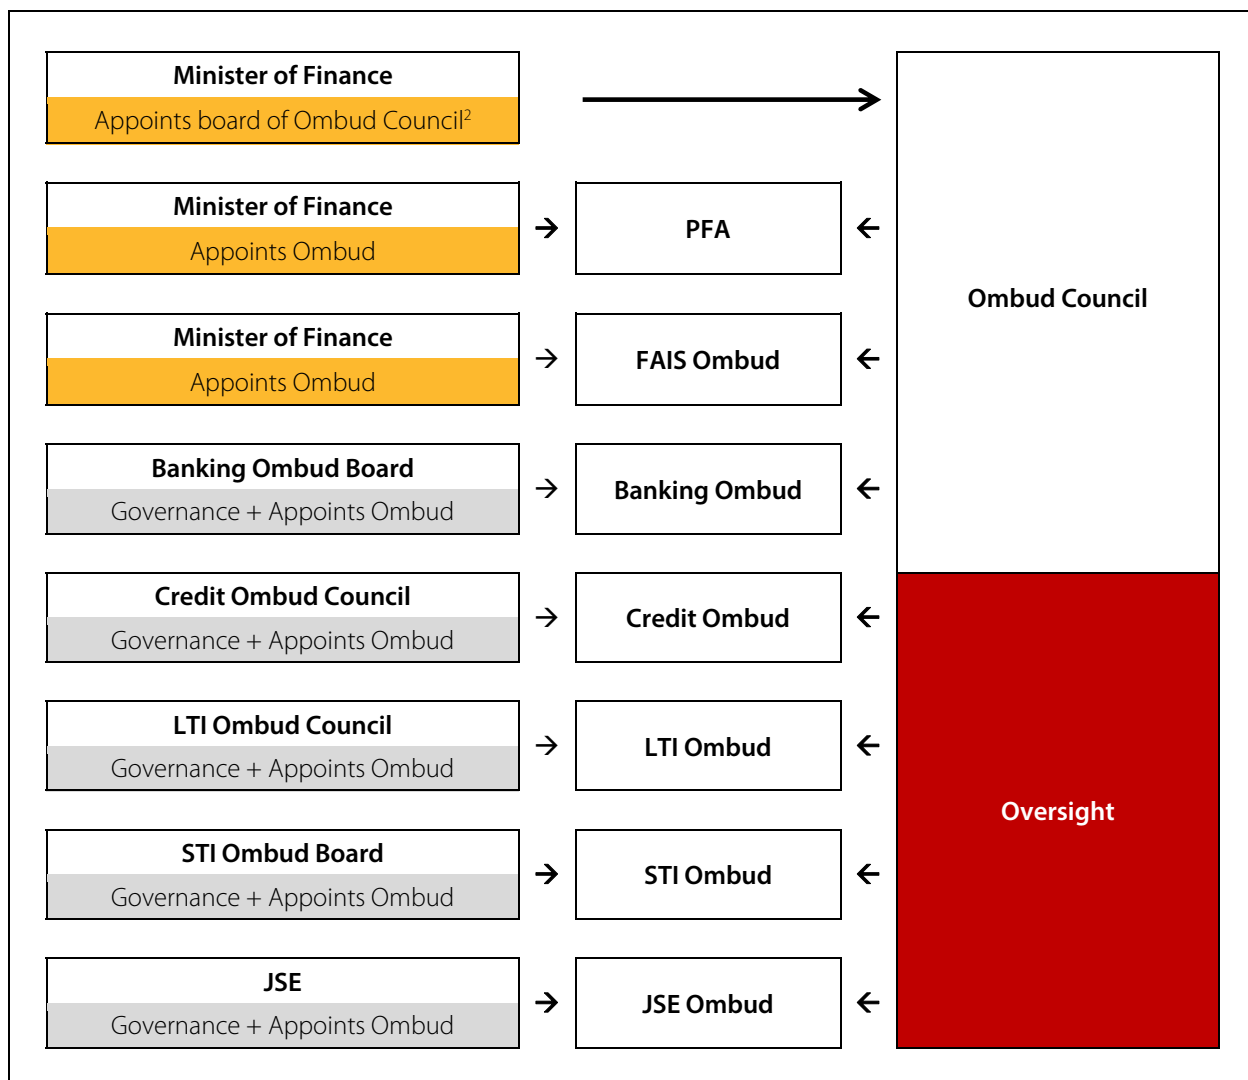 Minister of Finance
Appoints board of Ombud Council²
Minister of Finance
Appoints Ombud
PFA
Ombud Council
Minister of Finance
Appoints Ombud
FAIS Ombud
Banking Ombud Board
Governance + Appoints Ombud
Banking Ombud
Credit Ombud Council
Governance + Appoints Ombud
Credit Ombud
LTI Ombud Council
Governance + Appoints Ombud
LTI Ombud
Oversight
STI Ombud Board
Governance + Appoints Ombud
STI Ombud
JSE
Governance + Appoints Ombud
JSE Ombud